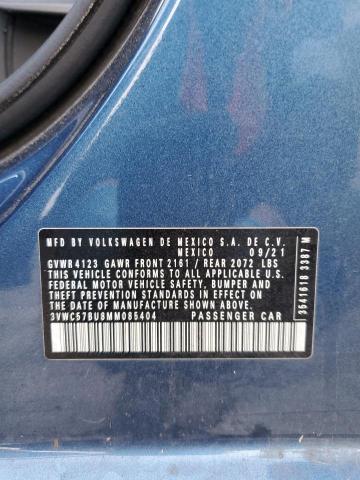 MFD BY VOLKSWAGEN DE MEXICO S.A. DE C.V.
MEXICO 09/21
GVWR 4123 GAWR FRONT 2161 / REAR 2072 LBS
THIS VEHICLE CONFORMS TO ALL APPLICABLE U.S.
FEDERAL MOTOR VEHICLE SAFETY, BUMPER AND
THEFT PREVENTION STANDARDS IN EFFECT ON THE
DATE OF MANUFACTURE SHOWN ABOVE.
3VWC57BU8MM085404 PASSENGER CAR
3541618 3387 M